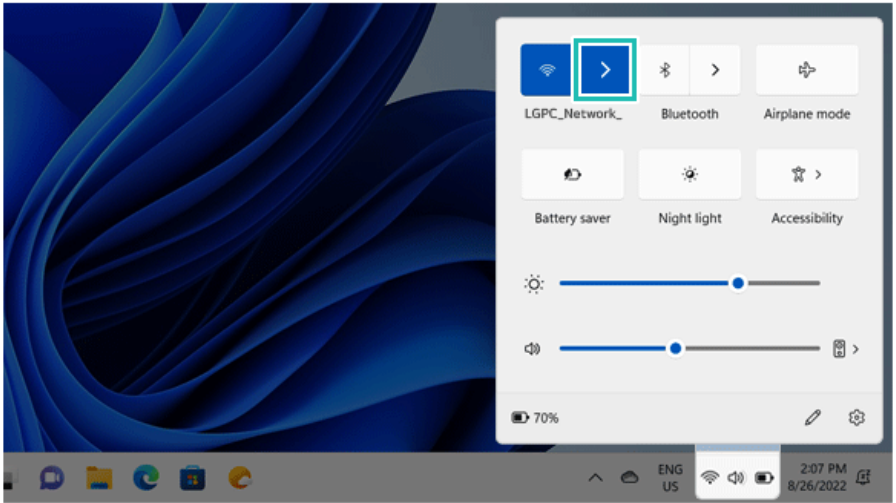 LGPC_Network_
Bluetooth
Airplane mode
Battery saver
Night light
Accessibility
70%
ENG
US
2:07 PM
8/26/2022